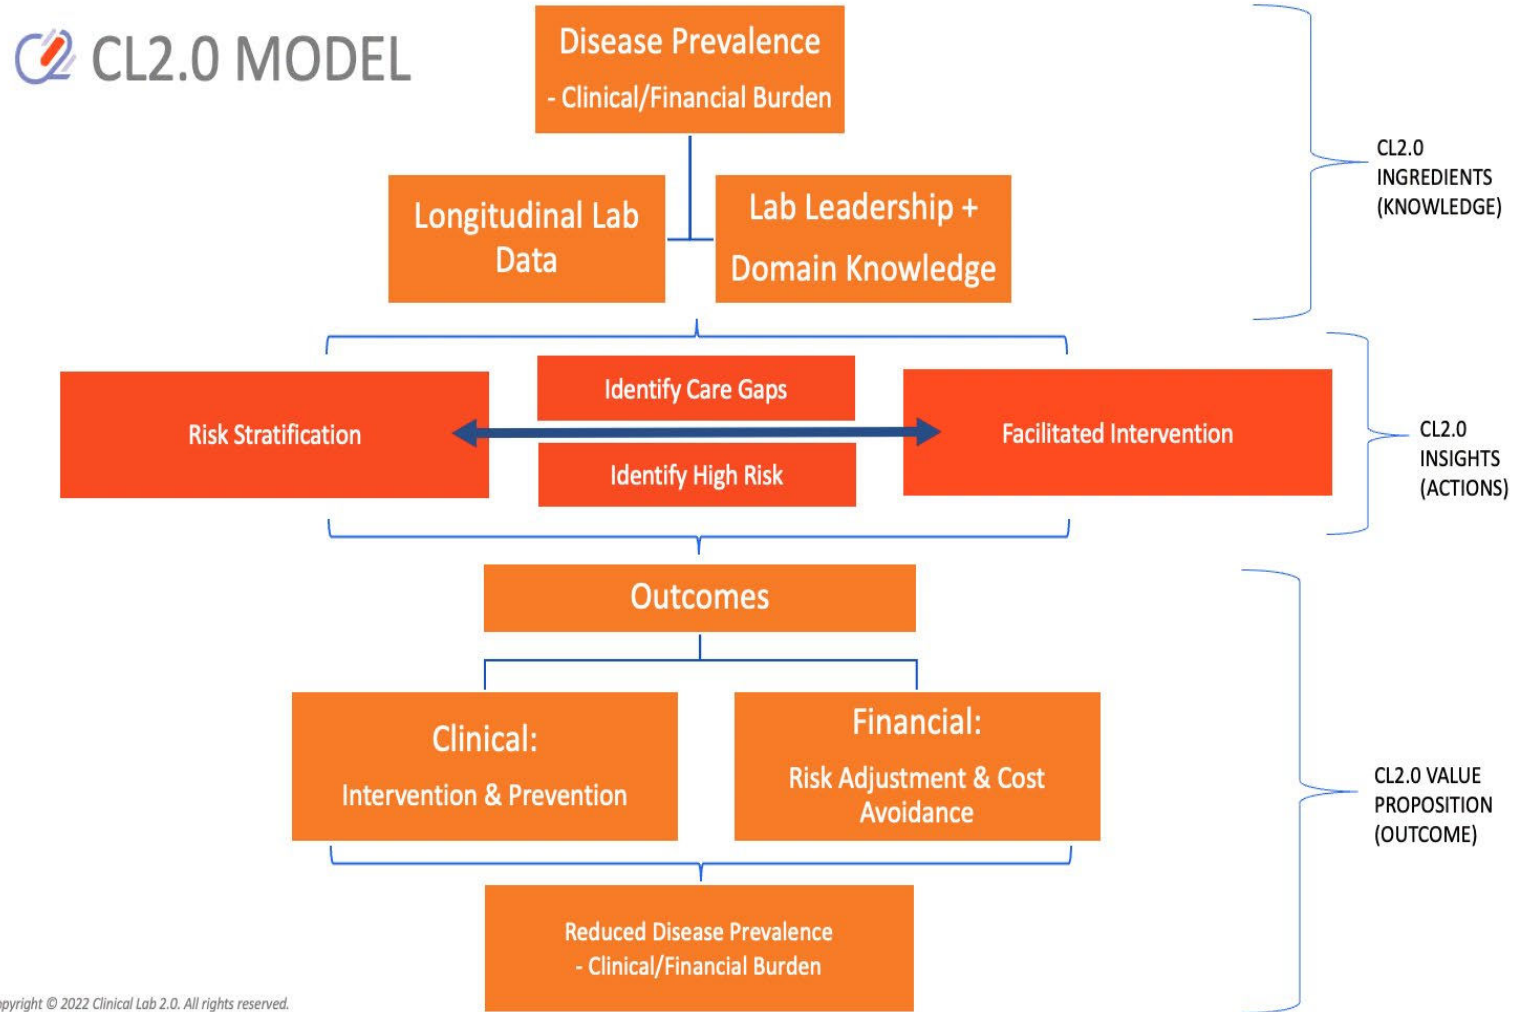 CL2.0 MODEL
Disease Prevalence
- Clinical/Financial Burden
Longitudinal Lab
Data
Lab Leadership +
Domain Knowledge
CL2.0
INGREDIENTS
(KNOWLEDGE)
Risk Stratification
Identify Care Gaps
Identify High Risk
Facilitated Intervention
CL2.0
INSIGHTS
(ACTIONS)
Outcomes
Clinical:
Intervention & Prevention
Financial:
Risk Adjustment & Cost
Avoidance
CL2.0 VALUE
PROPOSITION
(OUTCOME)
Reduced Disease Prevalence
- Clinical/Financial Burden
opyright © 2022 Clinical Lab 2.0. All rights reserved.